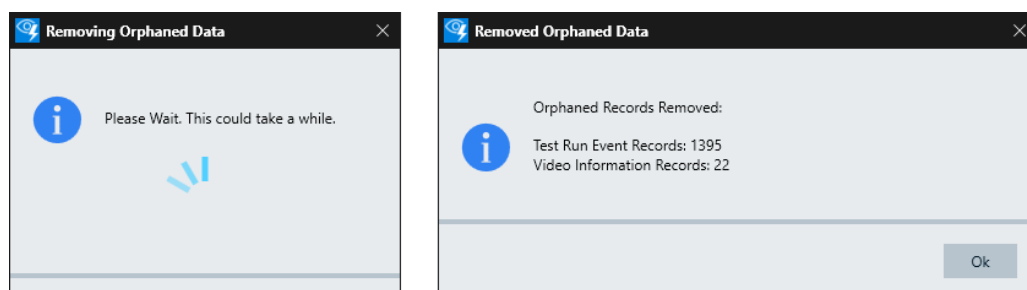 Removing Orphaned Data
Please Wait. This could take a while.
Removed Orphaned Data
Orphaned Records Removed:
Test Run Event Records: 1395
Video Information Records: 22
Ok